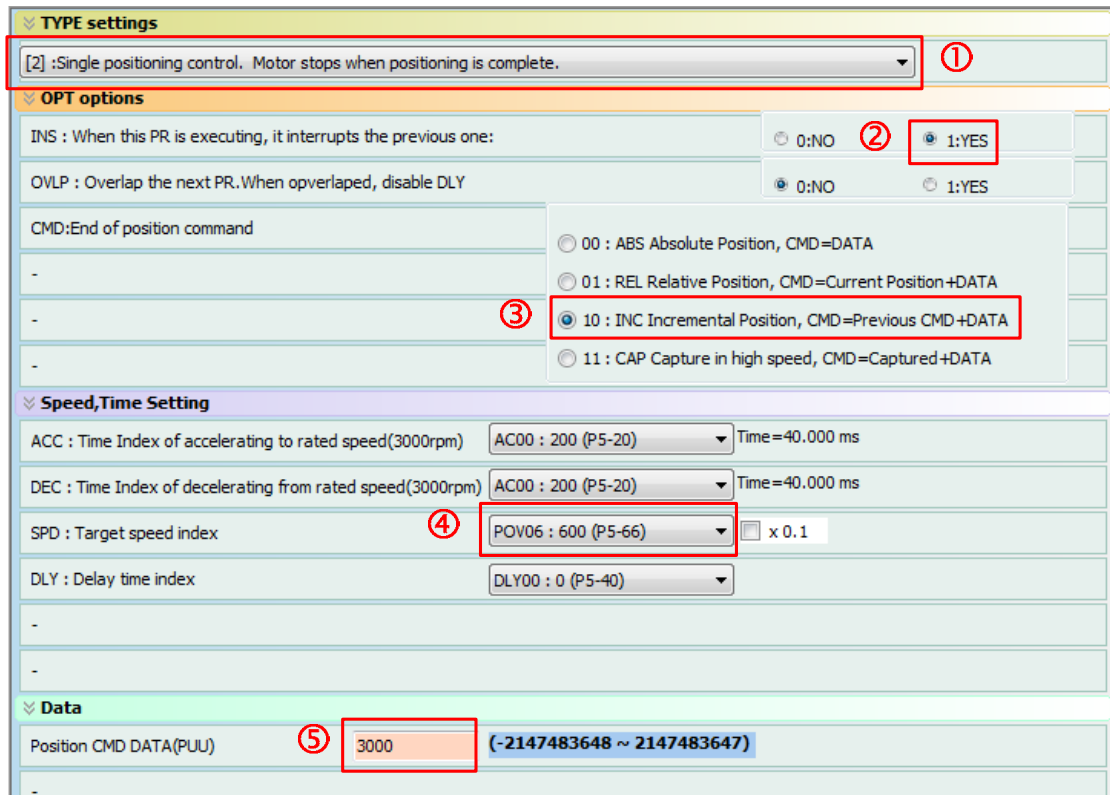 TYPE settings
[2] :Single positioning control. Motor stops when positioning is complete.
①
OPT options
INS : When this PR is executing, it interrupts the previous one:
0:NO
②
1:YES
OVLP : Overlap the next PR.When opverlaped, disable DLY
0:NO
1:YES
CMD:End of position command
00 : ABS Absolute Position, CMD=DATA
-
01 : REL Relative Position, CMD=Current Position+DATA
-
③
10 : INC Incremental Position, CMD=Previous CMD+DATA
-
11 : CAP Capture in high speed, CMD=Captured+DATA
Speed,Time Setting
ACC : Time Index of accelerating to rated speed(3000rpm)
AC00 : 200 (P5-20)
Time=40.000 ms
DEC : Time Index of decelerating from rated speed(3000rpm)
AC00 : 200 (P5-20)
Time=40.000 ms
SPD : Target speed index
④
POV06 : 600 (P5-66)
x 0.1
DLY : Delay time index
DLY00 : 0 (P5-40)
-
-
Data
Position CMD DATA(PUU)
⑤
3000
(-2147483648 ~ 2147483647)
-